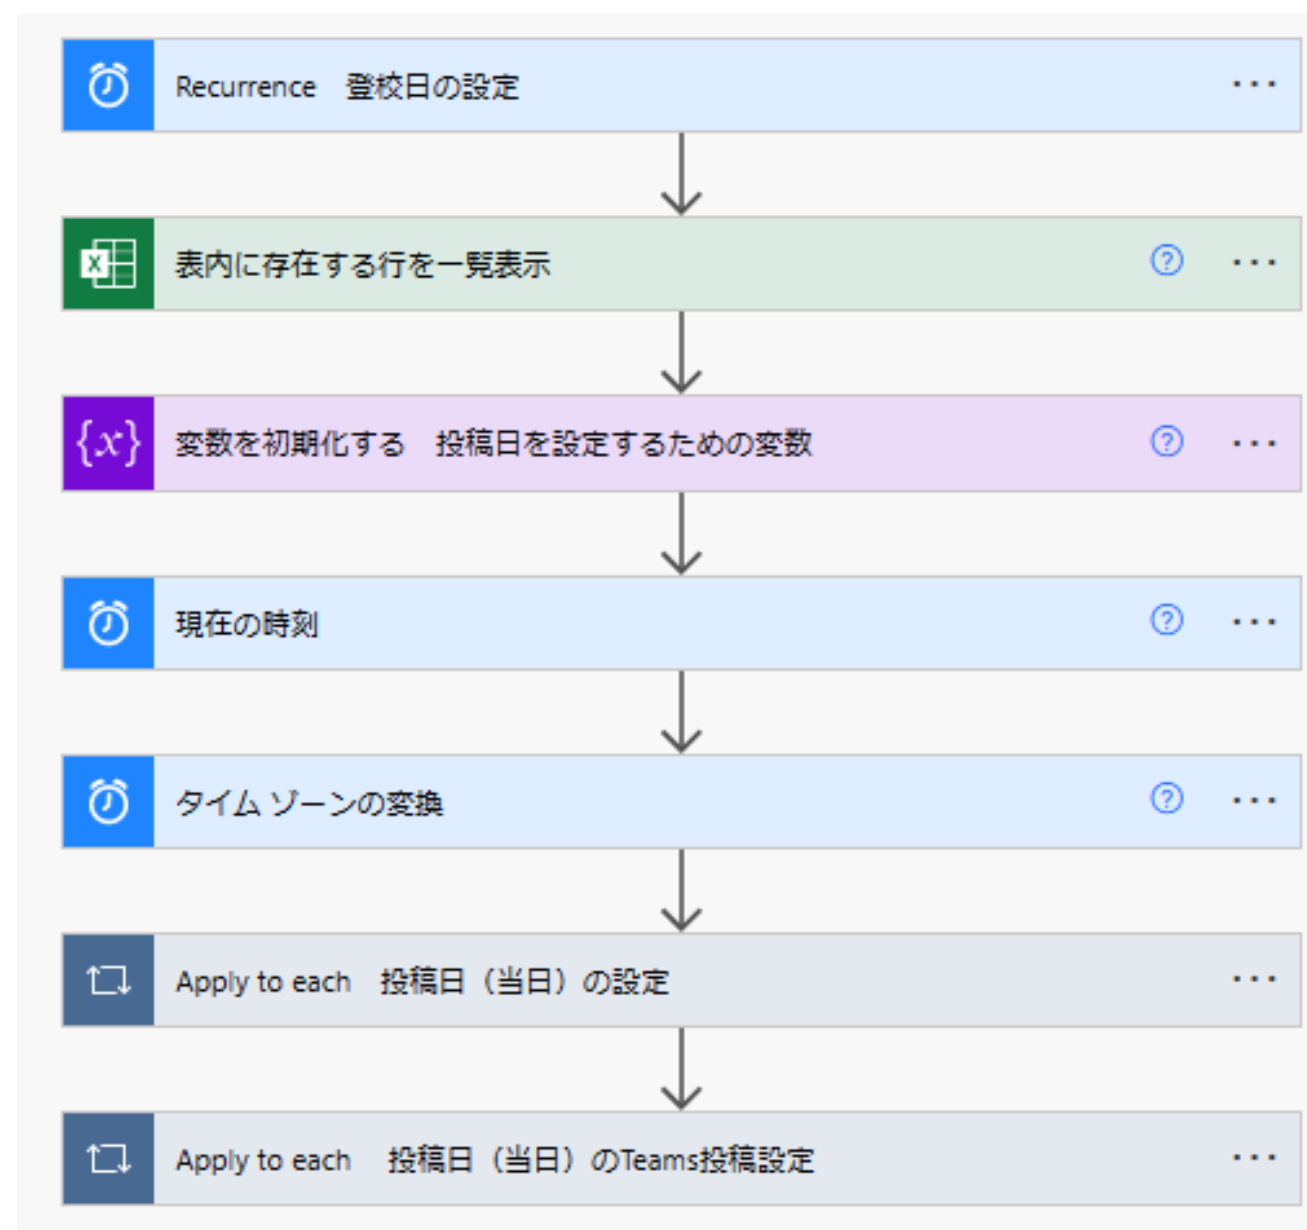 Recurrence　登校日の設定
表内に存在する行を一覧表示
{x} 変数を初期化する　投稿日を設定するための変数
現在の時刻
タイム ゾーンの変換
Apply to each　投稿日（当日）の設定
Apply to each　投稿日（当日）のTeams投稿設定